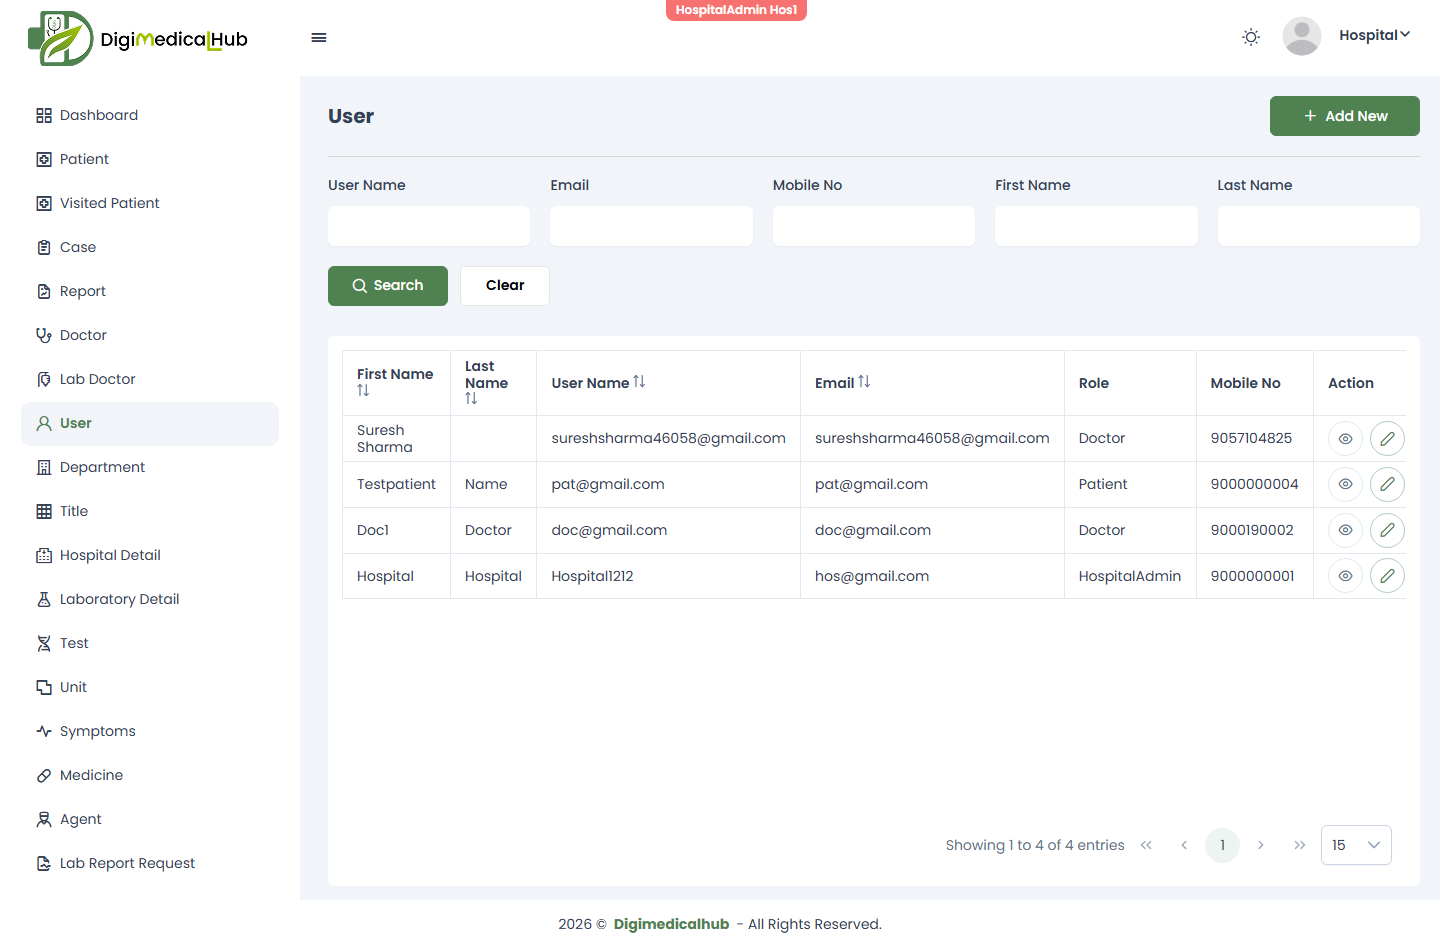 HospitalAdmin Hos1
DigiMedicalHub
Hospital
Dashboard
Patient
Visited Patient
Case
Report
Doctor
Lab Doctor
User
Department
Title
Hospital Detail
Laboratory Detail
Test
Unit
Symptoms
Medicine
Agent
Lab Report Request
User
+ Add New
User Name Email Mobile No First Name Last Name
Search Clear
First Name Last Name User Name Email Role Mobile No Action
Suresh Sharma sureshsharma46058@gmail.com sureshsharma46058@gmail.com Doctor 9057104825
Testpatient Name pat@gmail.com pat@gmail.com Patient 9000000004
Doc1 Doctor doc@gmail.com doc@gmail.com Doctor 9000190002
Hospital Hospital Hospital1212 hos@gmail.com HospitalAdmin 9000000001
Showing 1 to 4 of 4 entries « ‹ 1 › » 15
2026 © Digimedicalhub - All Rights Reserved.